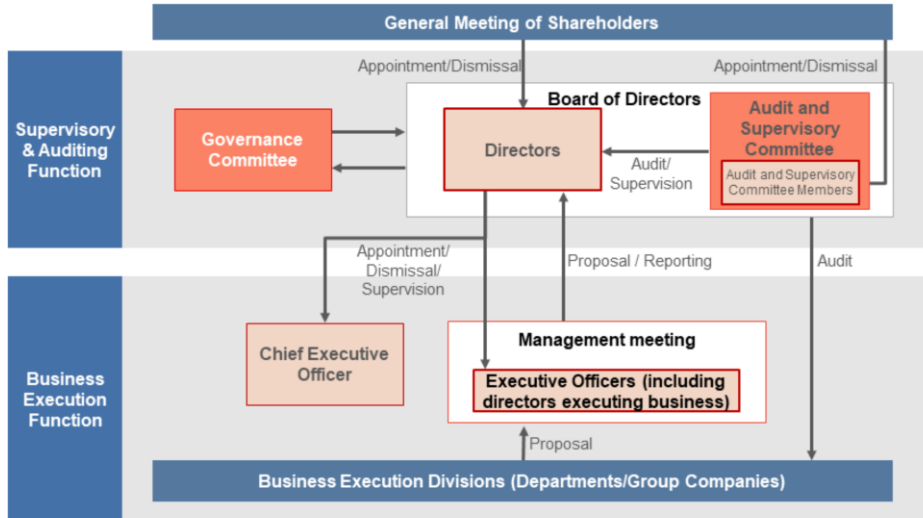 General Meeting of Shareholders
Appointment/Dismissal
Appointment/Dismissal
Supervisory
& Auditing
Function
Governance
Committee
Board of Directors
Directors
Audit and
Supervisory
Committee
Audit and Supervisory
Committee Members
Audit/
Supervision
Appointment/
Dismissal/
Supervision
Proposal / Reporting
Audit
Business
Execution
Function
Chief Executive
Officer
Management meeting
Executive Officers (including
directors executing business)
Proposal
Business Execution Divisions (Departments/Group Companies)